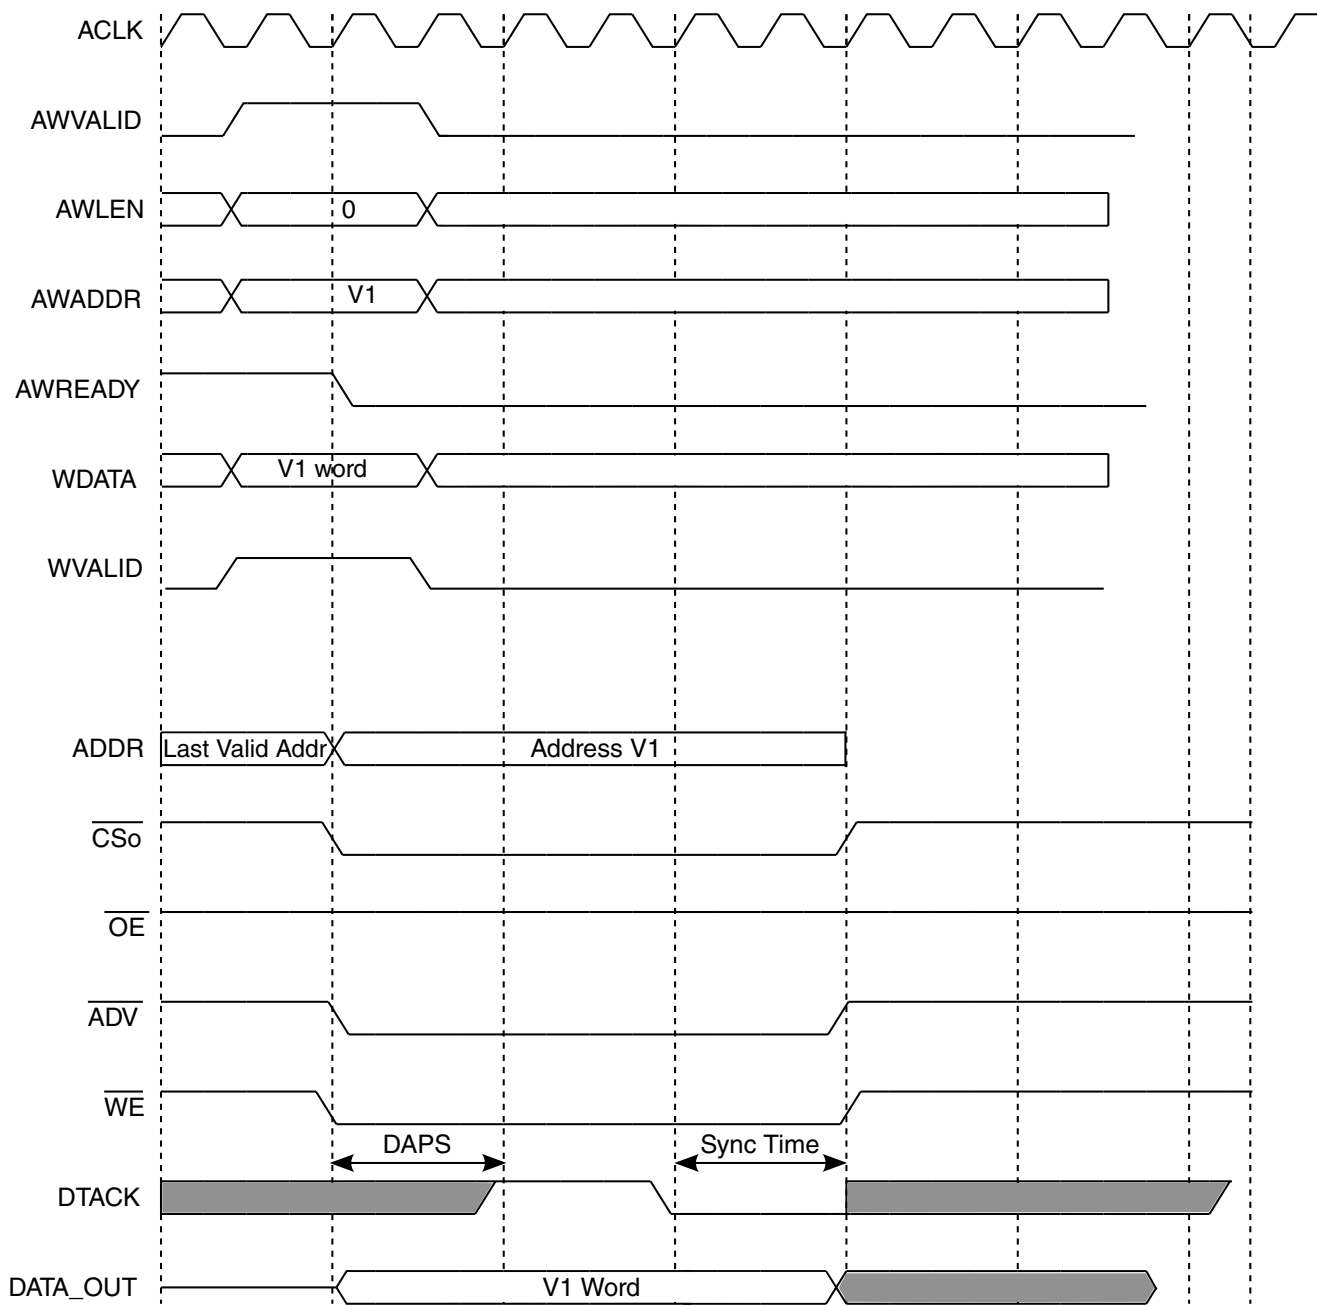 ACLK
AWVALID
AWLEN
0
AWADDR
V1
AWREADY
WDATA
V1 word
WVALID
ADDR
Last Valid Addr
Address V1
CSo
OE
ADV
WE
DAPS
Sync Time
DTACK
DATA_OUT
V1 Word